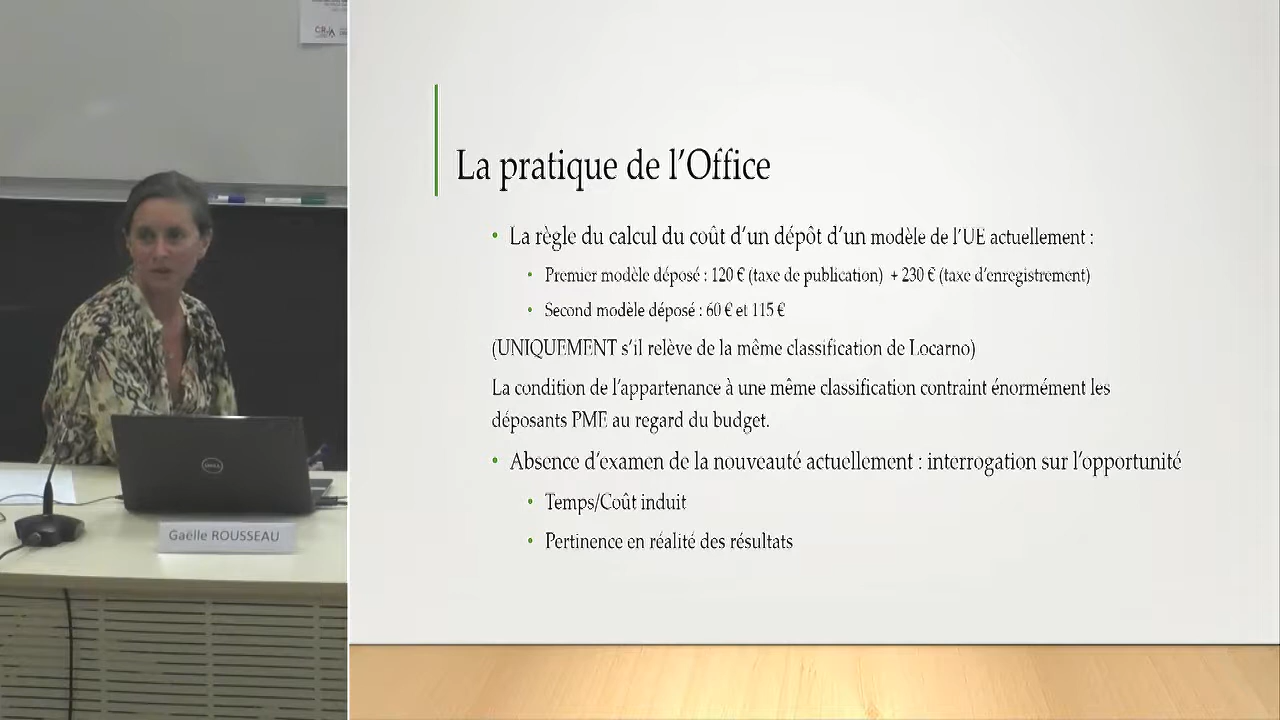 La pratique de l'Office
• La règle du calcul du coût d'un dépôt d'un modèle de l'UE actuellement :
• Premier modèle déposé : 120 € (taxe de publication) + 230 € (taxe d'enregistrement)
• Second modèle déposé : 60 € et 115 €
(UNIQUEMENT s'il relève de la même classification de Locarno)
La condition de l'appartenance à une même classification contraint énormément les
déposants PME au regard du budget.
• Absence d'examen de la nouveauté actuellement : interrogation sur l'opportunité
• Temps/Coût induit
• Pertinence en réalité des résultats
DELL
Gaëlle ROUSSEAU